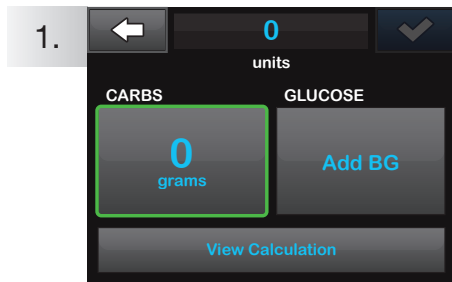 1.
0
units
CARBS GLUCOSE
0
grams
Add BG
View Calculation